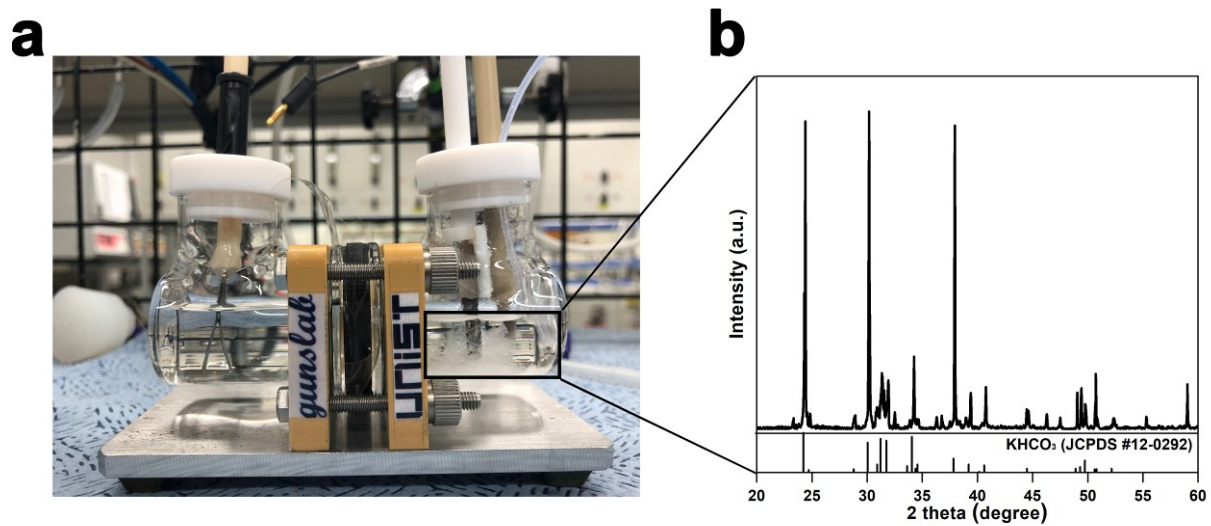 a
b
gunslab
UNIST
Intensity (a.u.)
KHCO₃ (JCPDS #12-0292)
20 25 30 35 40 45 50 55 60
2 theta (degree)